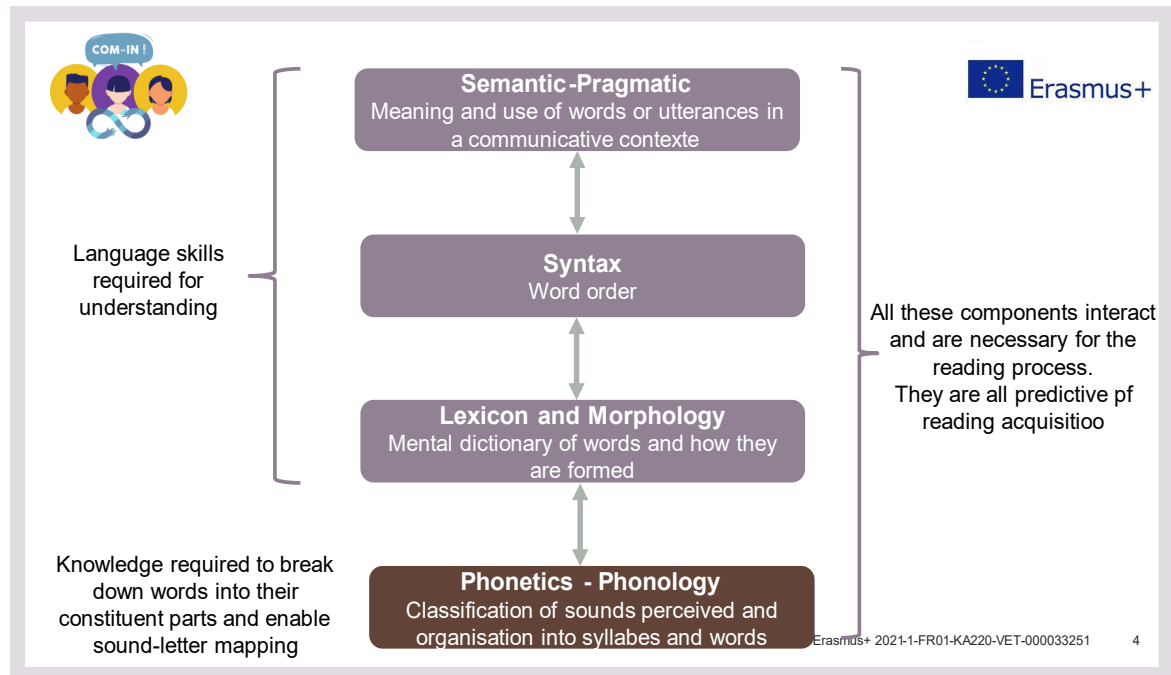 COM-IN !
Semantic-Pragmatic
Meaning and use of words or utterances in
a communicative contexte
Erasmus+
Syntax
Word order
Language skills
required for
understanding
Lexicon and Morphology
Mental dictionary of words and how they
are formed
All these components interact
and are necessary for the
reading process.
They are all predictive pf
reading acquisitioo
Knowledge required to break
down words into their
constituent parts and enable
sound-letter mapping
Phonetics - Phonology
Classification of sounds perceived and
organisation into syllabes and words
Erasmus+ 2021-1-FR01-KA220-VET-000033251
4